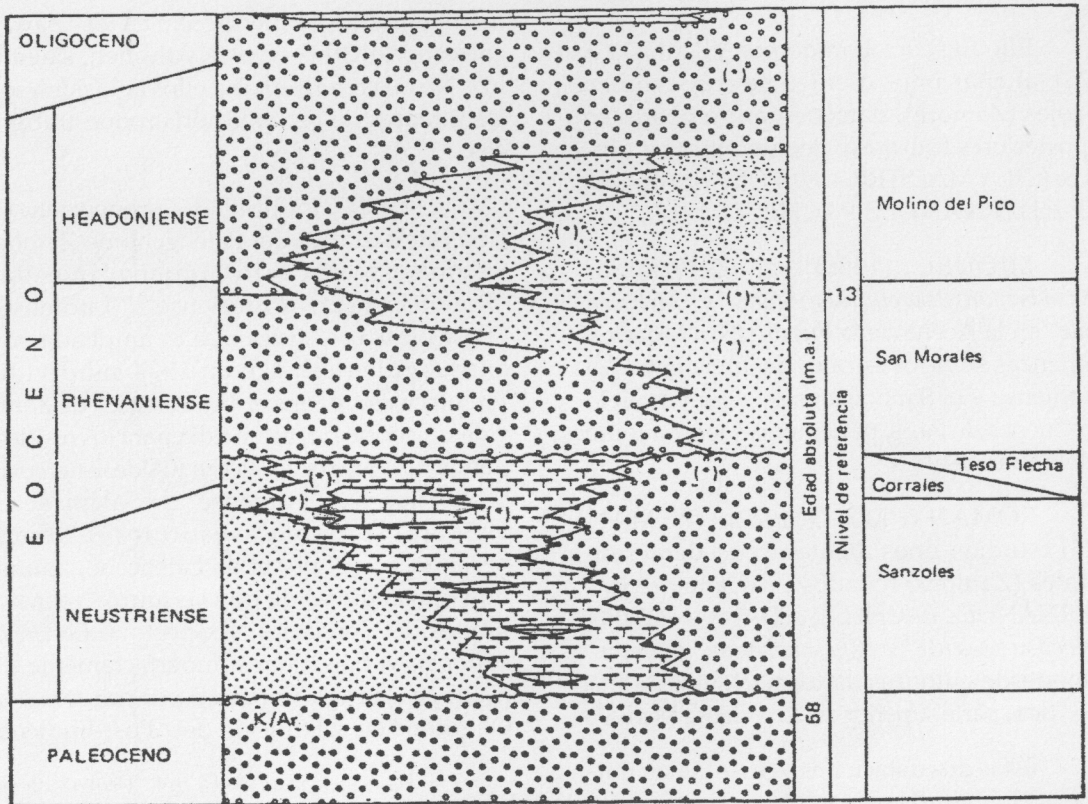 OLIGOCENO
HEADONIENSE
EOCENO
RHENANIENSE
NEUSTRIENSE
PALEOCENO
(·)
(·)
?
(·)
(·)
(·)
(·)
(·)
K/Ar.
Edad absoluta (m.a.)
58
Nivel de referencia
13
Molino del Pico
San Morales
Teso Flecha
Corrales
Sanzoles